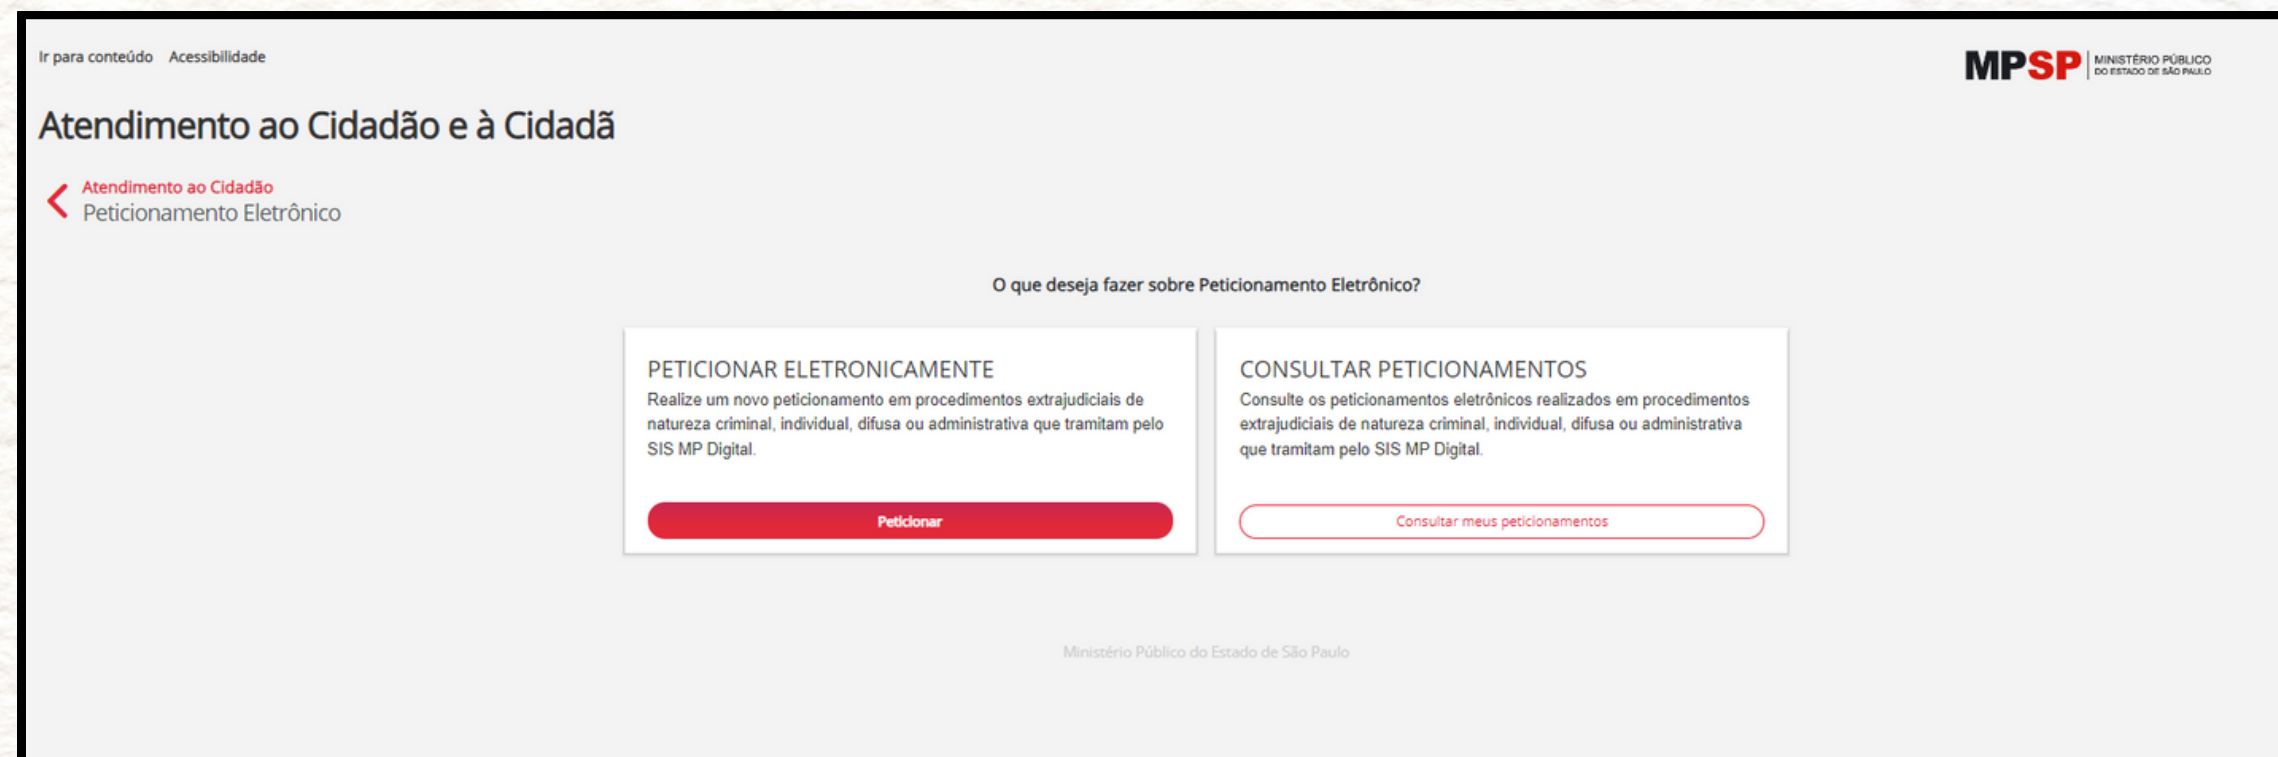 Ir para conteúdo Acessibilidade
MPSP MINISTÉRIO PÚBLICO
DO ESTADO DE SÃO PAULO
Atendimento ao Cidadão e à Cidadã
Atendimento ao Cidadão
Peticionamento Eletrônico
O que deseja fazer sobre Peticionamento Eletrônico?
PETICIONAR ELETRONICAMENTE
Realize um novo peticionamento em procedimentos extrajudiciais de
natureza criminal, individual, difusa ou administrativa que tramitam pelo
SIS MP Digital.
Peticionar
CONSULTAR PETICIONAMENTOS
Consulte os peticionamentos eletrônicos realizados em procedimentos
extrajudiciais de natureza criminal, individual, difusa ou administrativa
que tramitam pelo SIS MP Digital.
Consultar meus peticionamentos
Ministério Público do Estado de São Paulo